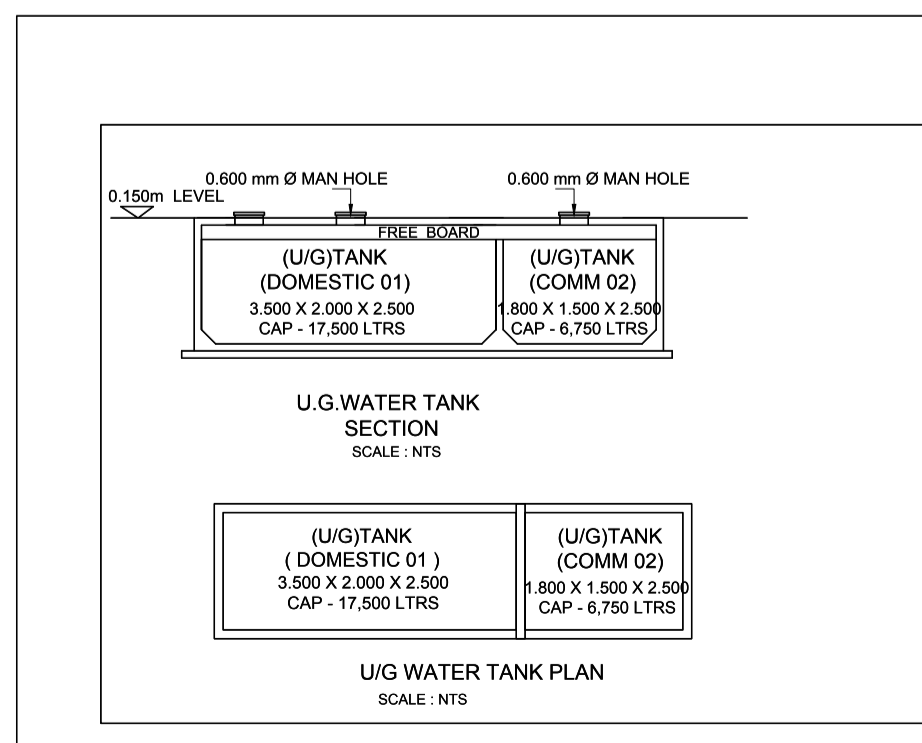 0.600 mm Ø MAN HOLE
0.600 mm Ø MAN HOLE
0.150m LEVEL
FREE BOARD
(U/G)TANK
(DOMESTIC 01)
3.500 X 2.000 X 2.500
CAP - 17,500 LTRS
(U/G)TANK
(COMM 02)
1.800 X 1.500 X 2.500
CAP - 6,750 LTRS
U.G.WATER TANK
SECTION
SCALE : NTS
(U/G)TANK
( DOMESTIC 01 )
3.500 X 2.000 X 2.500
CAP - 17,500 LTRS
(U/G)TANK
(COMM 02)
1.800 X 1.500 X 2.500
CAP - 6,750 LTRS
U/G WATER TANK PLAN
SCALE : NTS